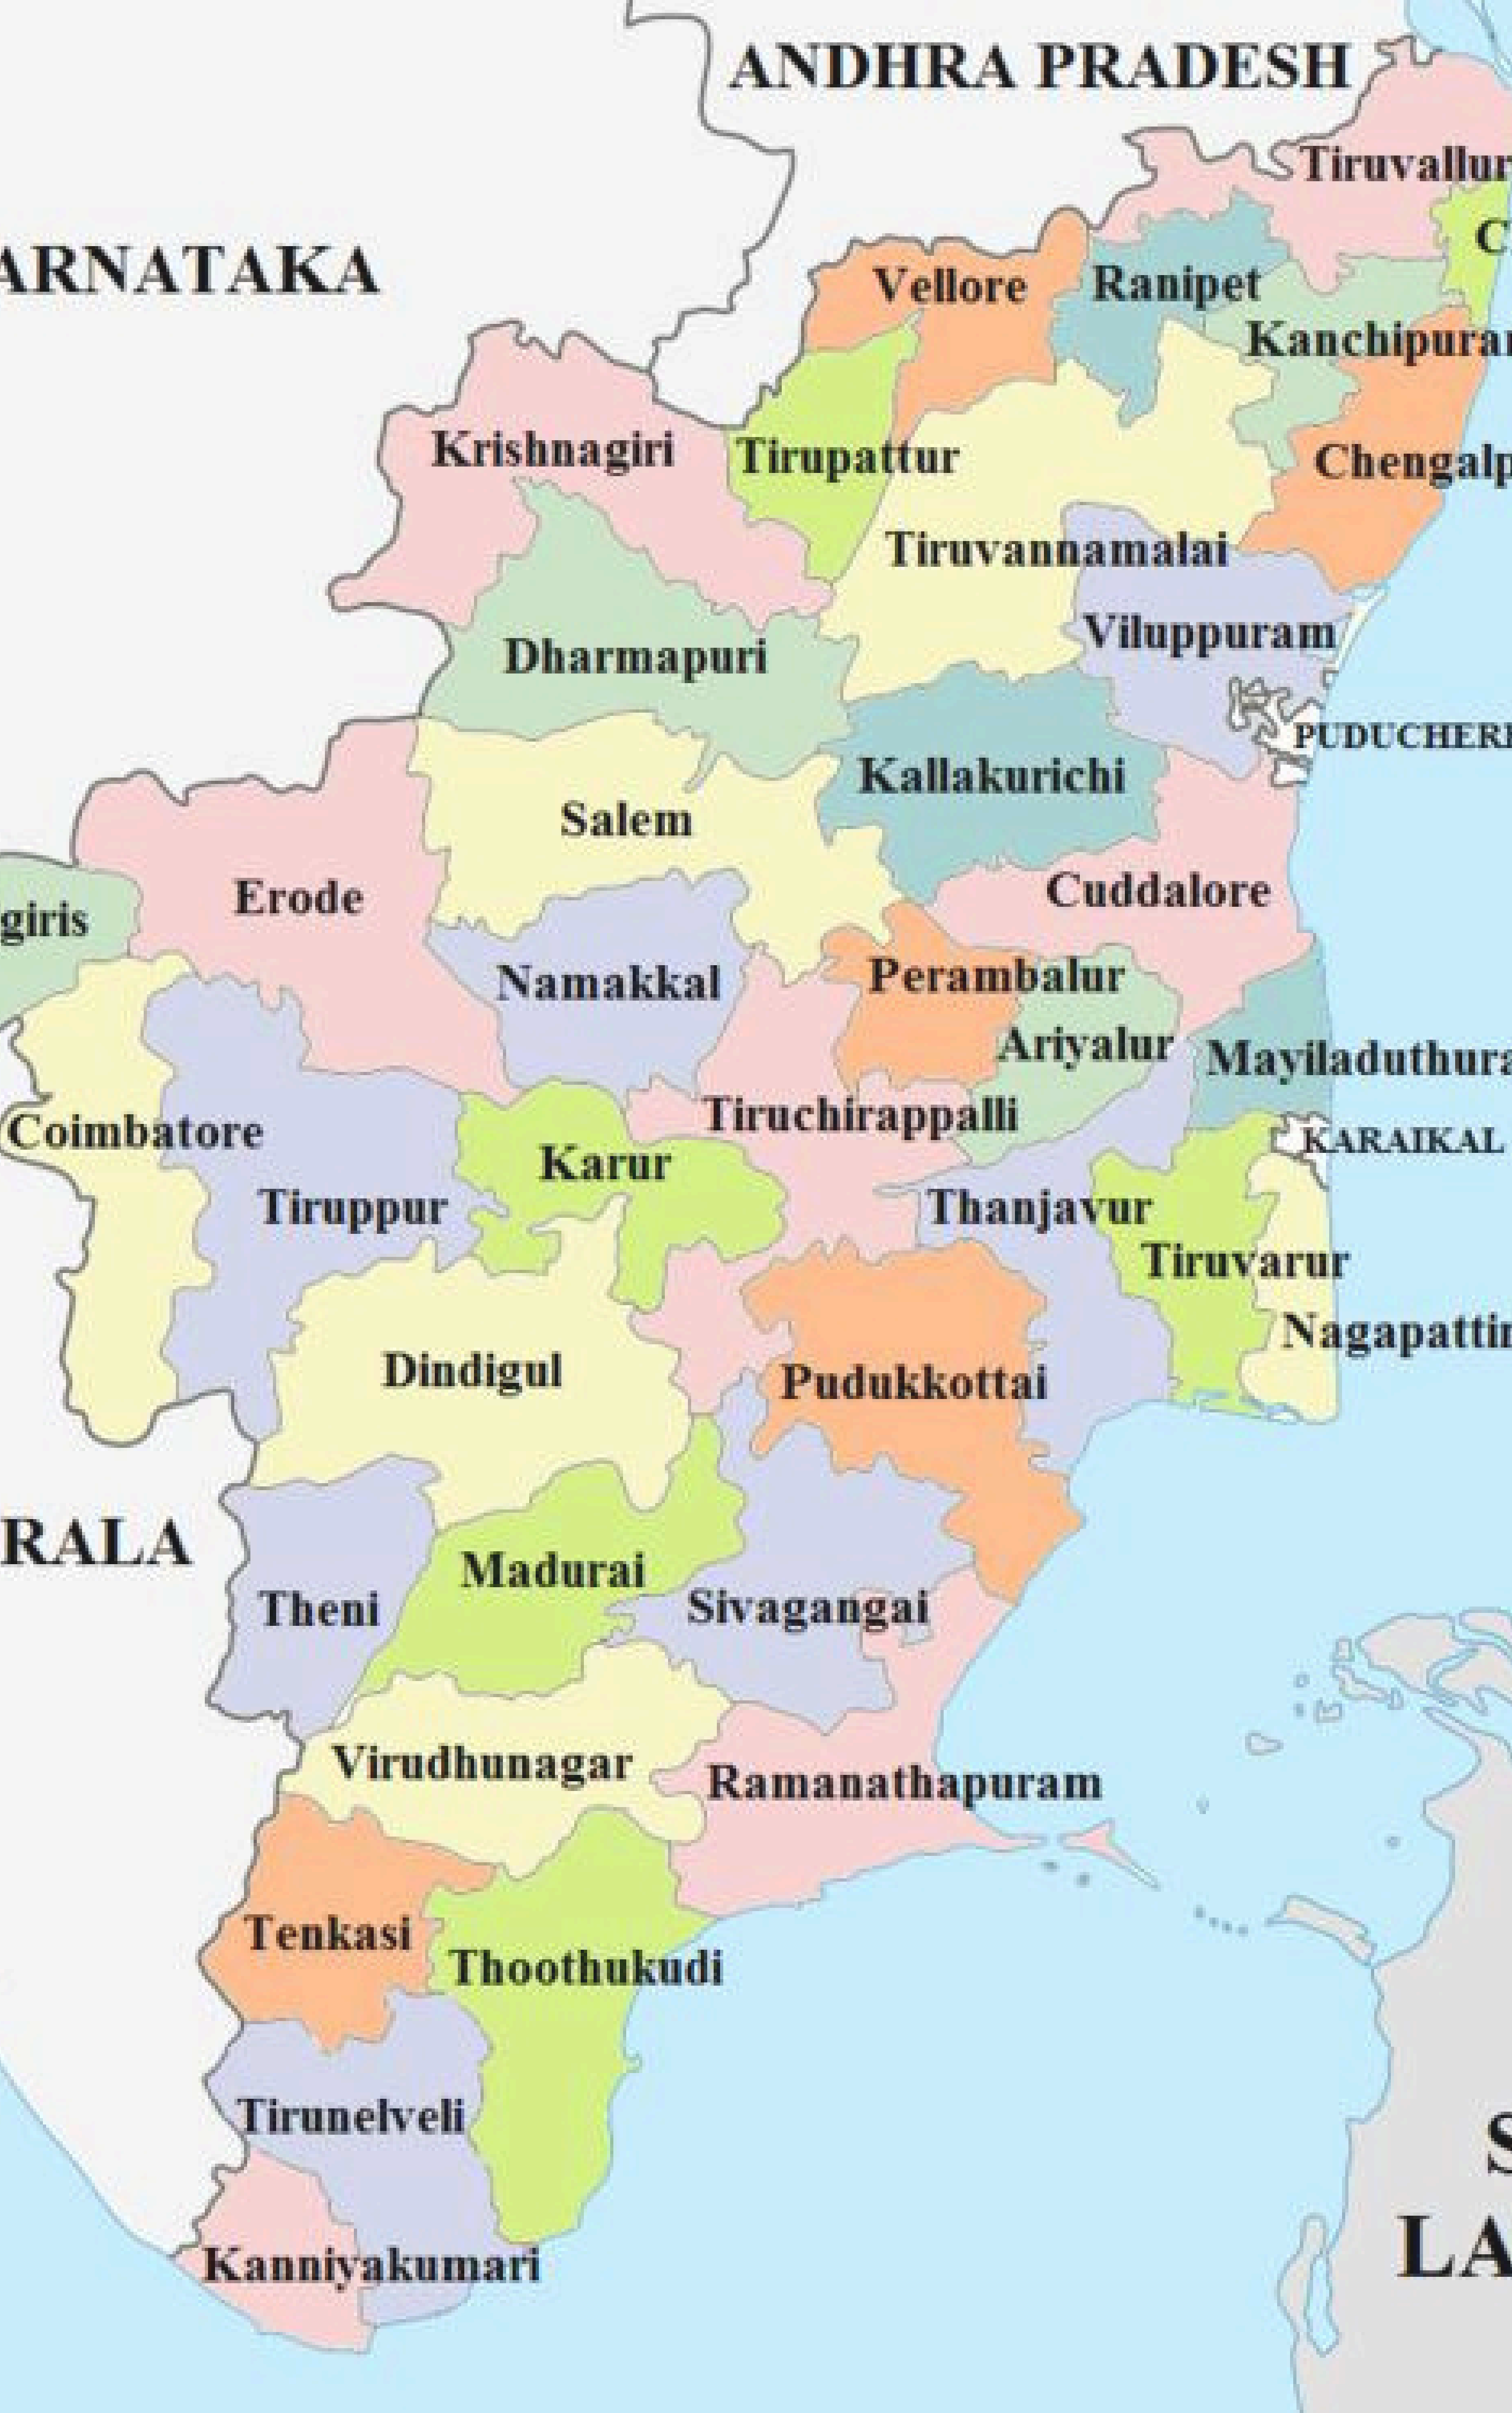 ANDHRA PRADESH
Tiruvallur
C
ARNATAKA
Vellore
Ranipet
Kanchipuram
Krishnagiri
Tirupattur
Chengalp
Tiruvannamalai
Viluppuram
Dharmapuri
PUDUCHER
Kallakurichi
Salem
Cuddalore
Erode
giris
Perambalur
Namakkal
Ariyalur
Mayiladuthura
Tiruchirappalli
Coimbatore
KARAIKAL
Karur
Tiruppur
Thanjavur
Tiruvarur
Nagapattin
Dindigul
Pudukkottai
RALA
Madurai
Theni
Sivagangai
Virudhunagar
Ramanathapuram
Tenkasi
Thoothukudi
Tirunelveli
S
LA
Kanniyakumari